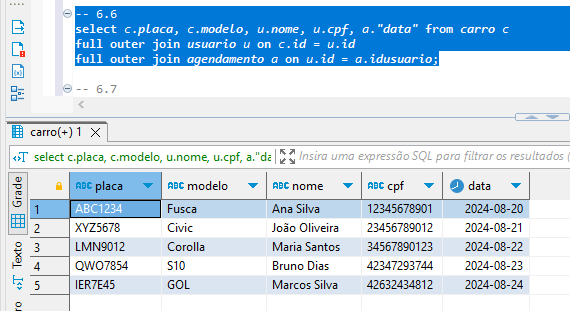 -- 6.6
select c.placa, c.modelo, u.nome, u.cpf, a."data" from carro c
full outer join usuario u on c.id = u.id
full outer join agendamento a on u.id = a.idusuario;
-- 6.7
carro(+) 1
select c.placa, c.modelo, u.nome, u.cpf, a."da
Insira uma expressão SQL para filtrar os resultados (
Grade
Texto
placa modelo nome cpf data
1 ABC1234 Fusca Ana Silva 12345678901 2024-08-20
2 XYZ5678 Civic João Oliveira 23456789012 2024-08-21
3 LMN9012 Corolla Maria Santos 34567890123 2024-08-22
4 QWO7854 S10 Bruno Dias 42347293744 2024-08-23
5 IER7E45 GOL Marcos Silva 42632434812 2024-08-24